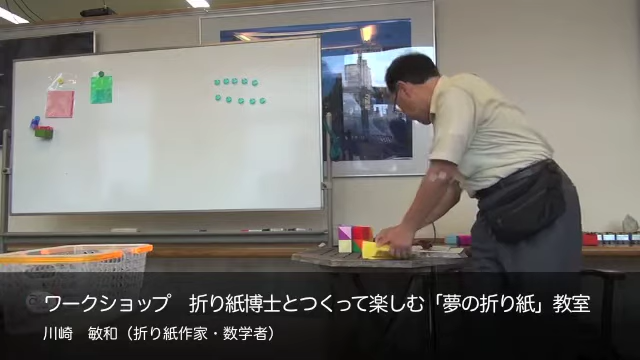 ワークショップ　折り紙博士とつくって楽しむ「夢の折り紙」教室
川崎　敏和（折り紙作家・数学者）